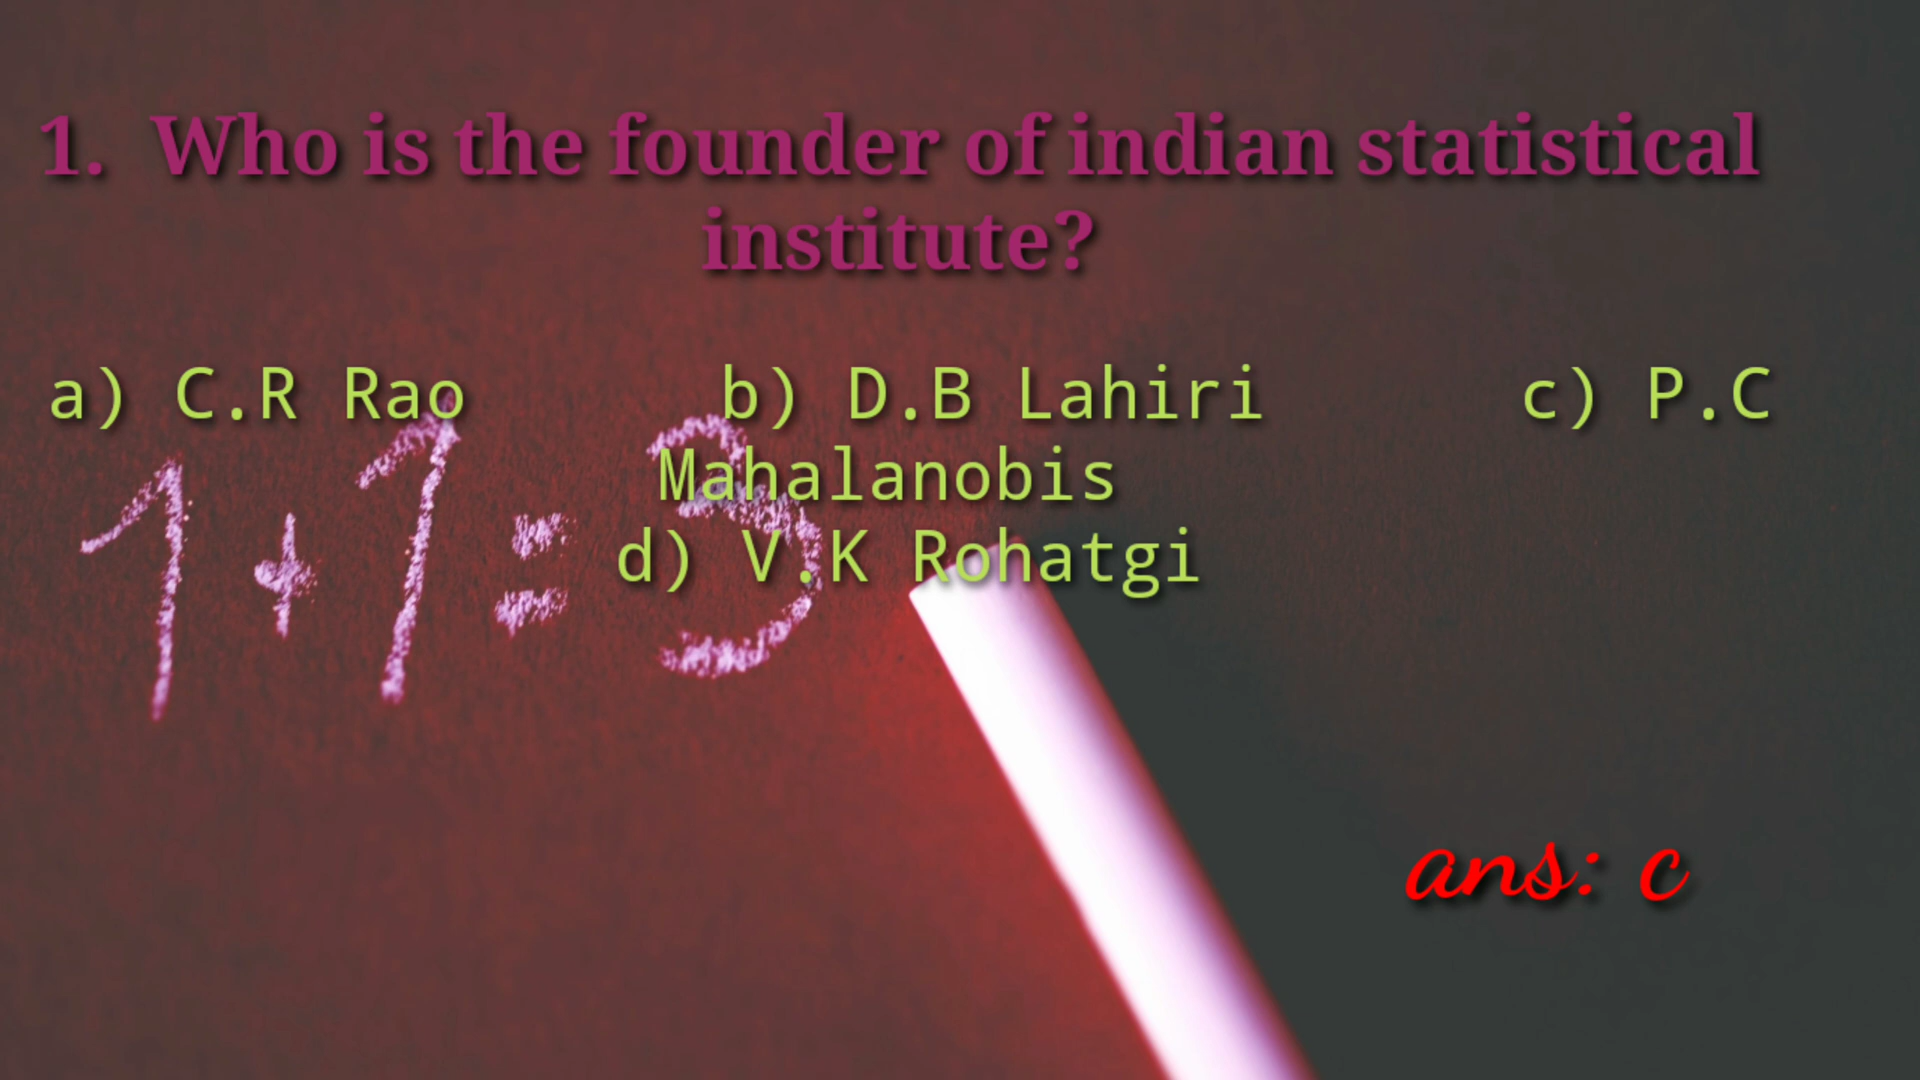 1. Who is the founder of indian statistical
institute?
a) C.R Rao b) D.B Lahiri c) P.C
Mahalanobis
d) V.K Rohatgi
1+1=3
ans: c